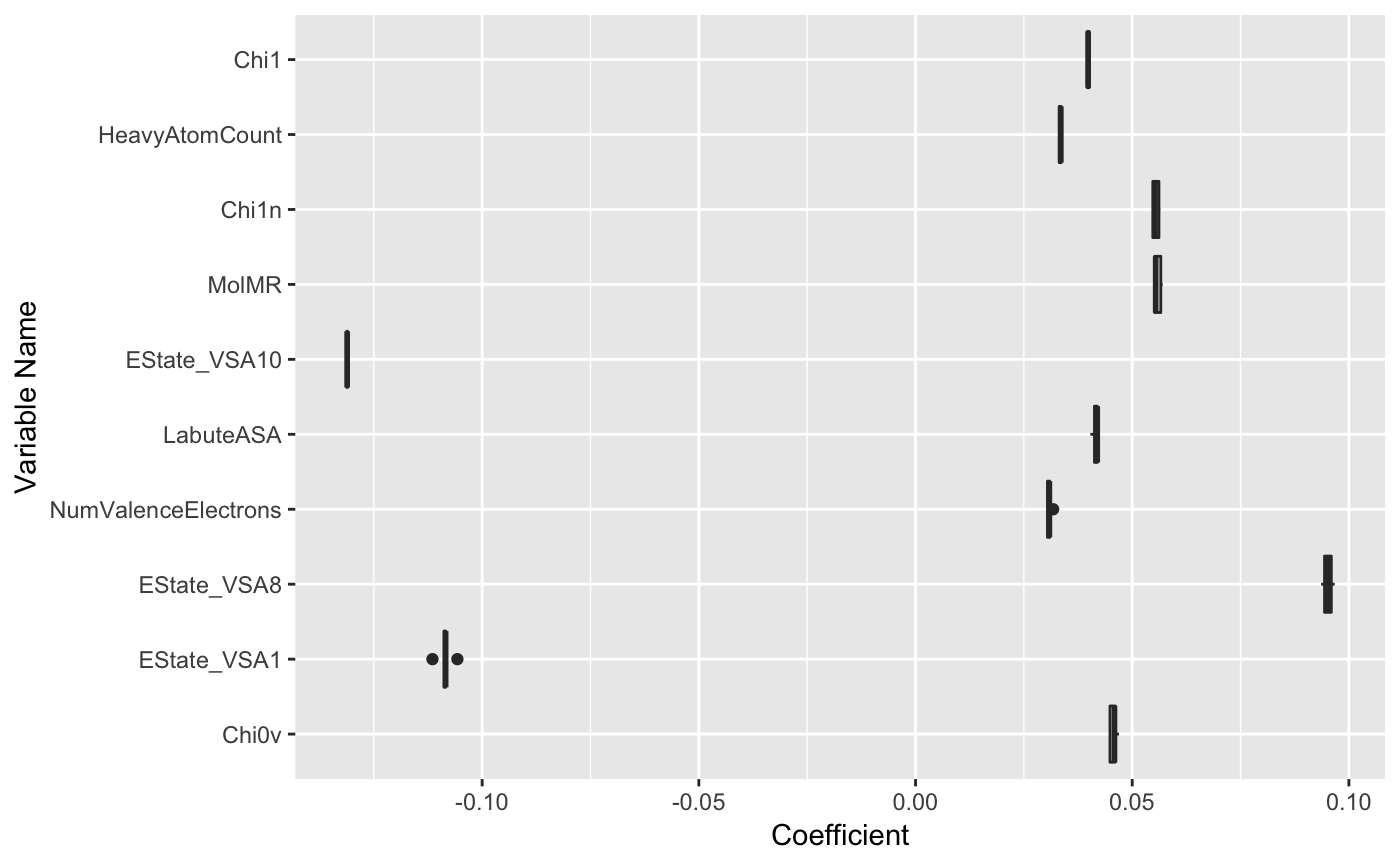 Chi1
HeavyAtomCount
Chi1n
MolMR
EState_VSA10
LabuteASA
NumValenceElectrons
EState_VSA8
EState_VSA1
Chi0v
Variable Name
-0.10 -0.05 0.00 0.05 0.10
Coefficient